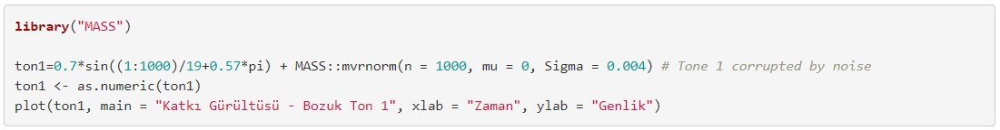 library("MASS")
ton1=0.7*sin((1:1000)/19+0.57*pi) + MASS::mvrnorm(n = 1000, mu = 0, Sigma = 0.004) # Tone 1 corrupted by noise
ton1 <- as.numeric(ton1)
plot(ton1, main = "Katkı Gürültüsü - Bozuk Ton 1", xlab = "Zaman", ylab = "Genlik")